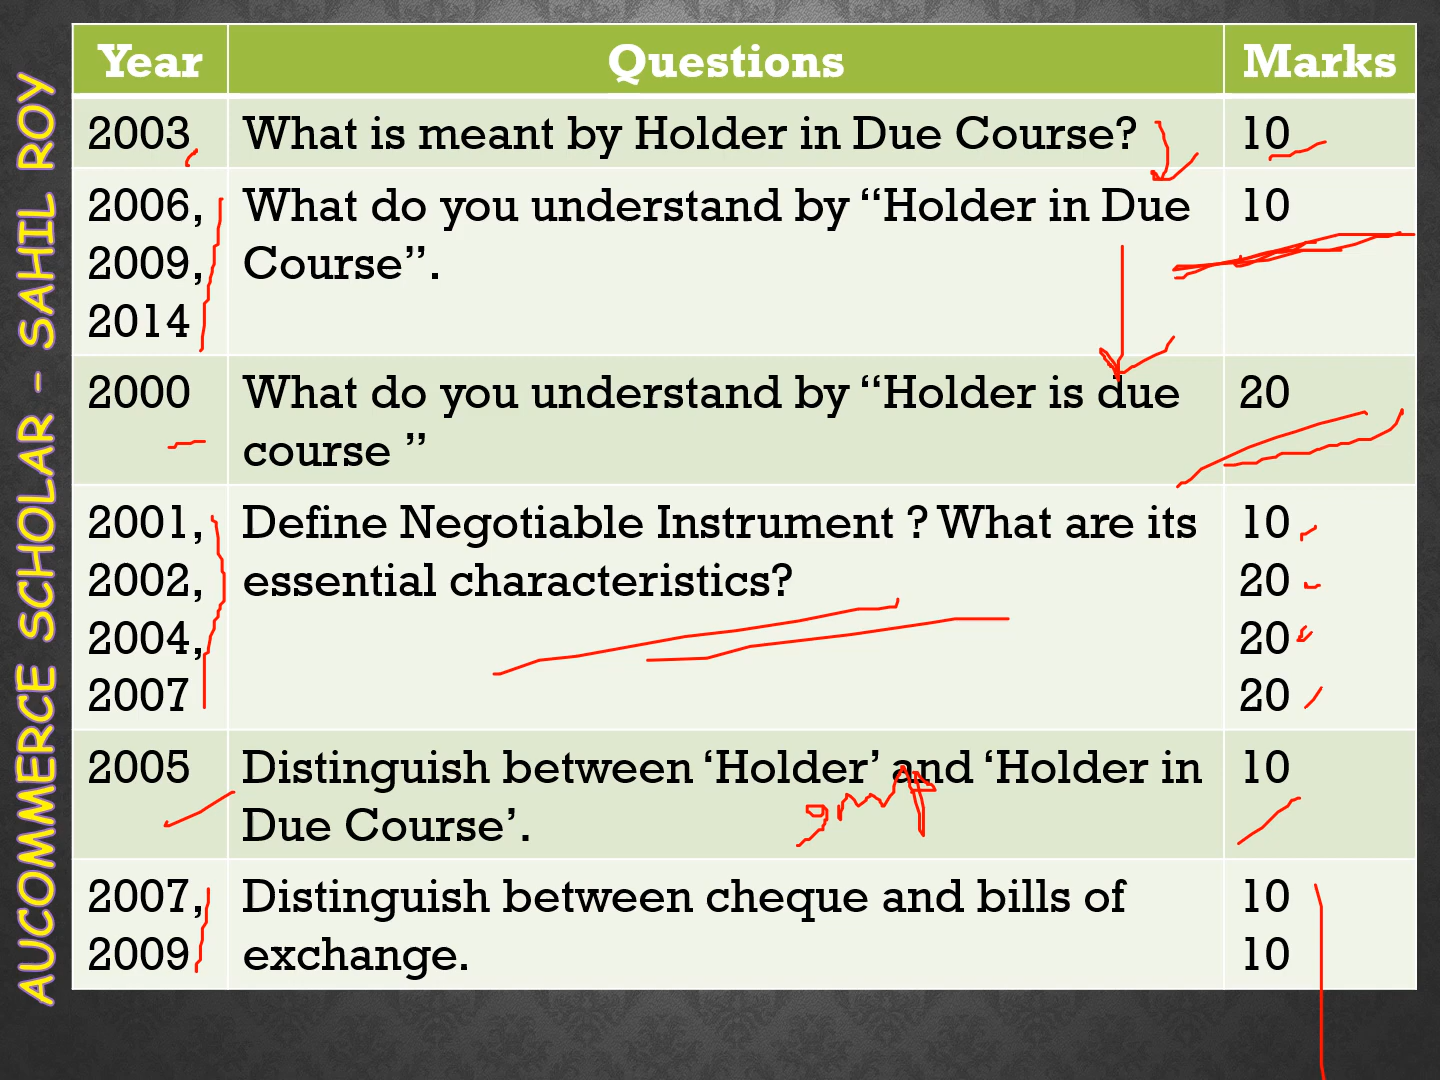 AUCOMMERCE SCHOLAR - SAHIL ROY
Year Questions Marks
2003 What is meant by Holder in Due Course? 10
2006, What do you understand by “Holder in Due 10
2009, Course”.
2014
2000 What do you understand by “Holder is due 20
course ”
2001, Define Negotiable Instrument ? What are its 10
2002, essential characteristics? 20
2004, 20
2007 20
2005 Distinguish between ‘Holder’ and ‘Holder in 10
Due Course’.
2007, Distinguish between cheque and bills of 10
2009 exchange. 10